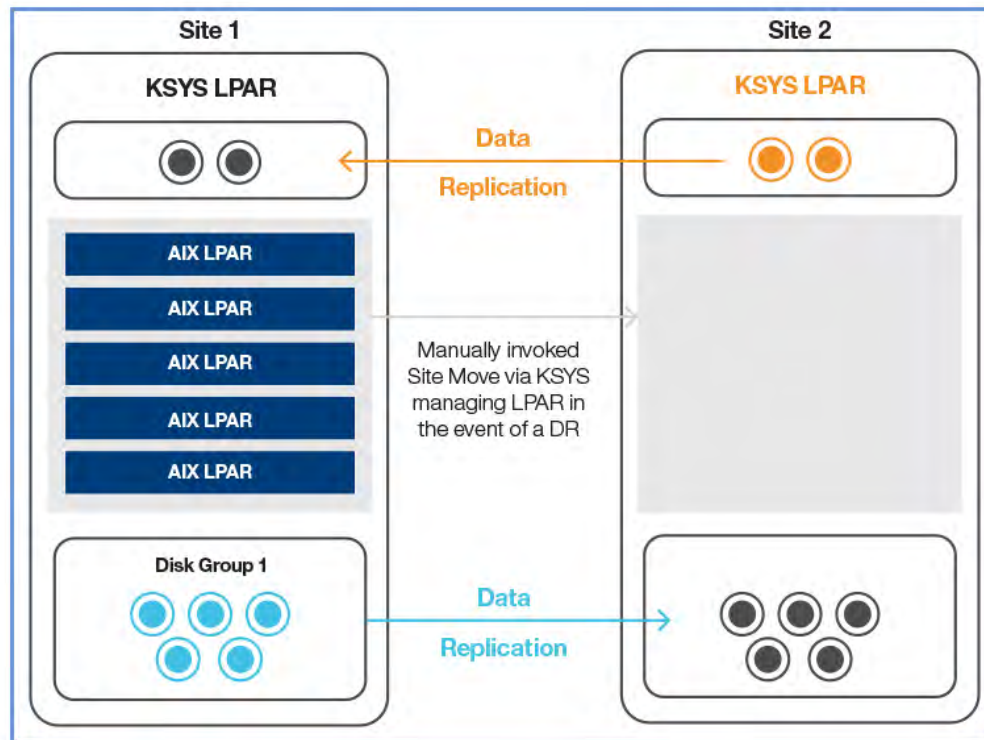 Site 1
Site 2
KSYS LPAR
KSYS LPAR
Data
Replication
AIX LPAR
AIX LPAR
AIX LPAR
AIX LPAR
AIX LPAR
Manually invoked
Site Move via KSYS
managing LPAR in
the event of a DR
Disk Group 1
Data
Replication